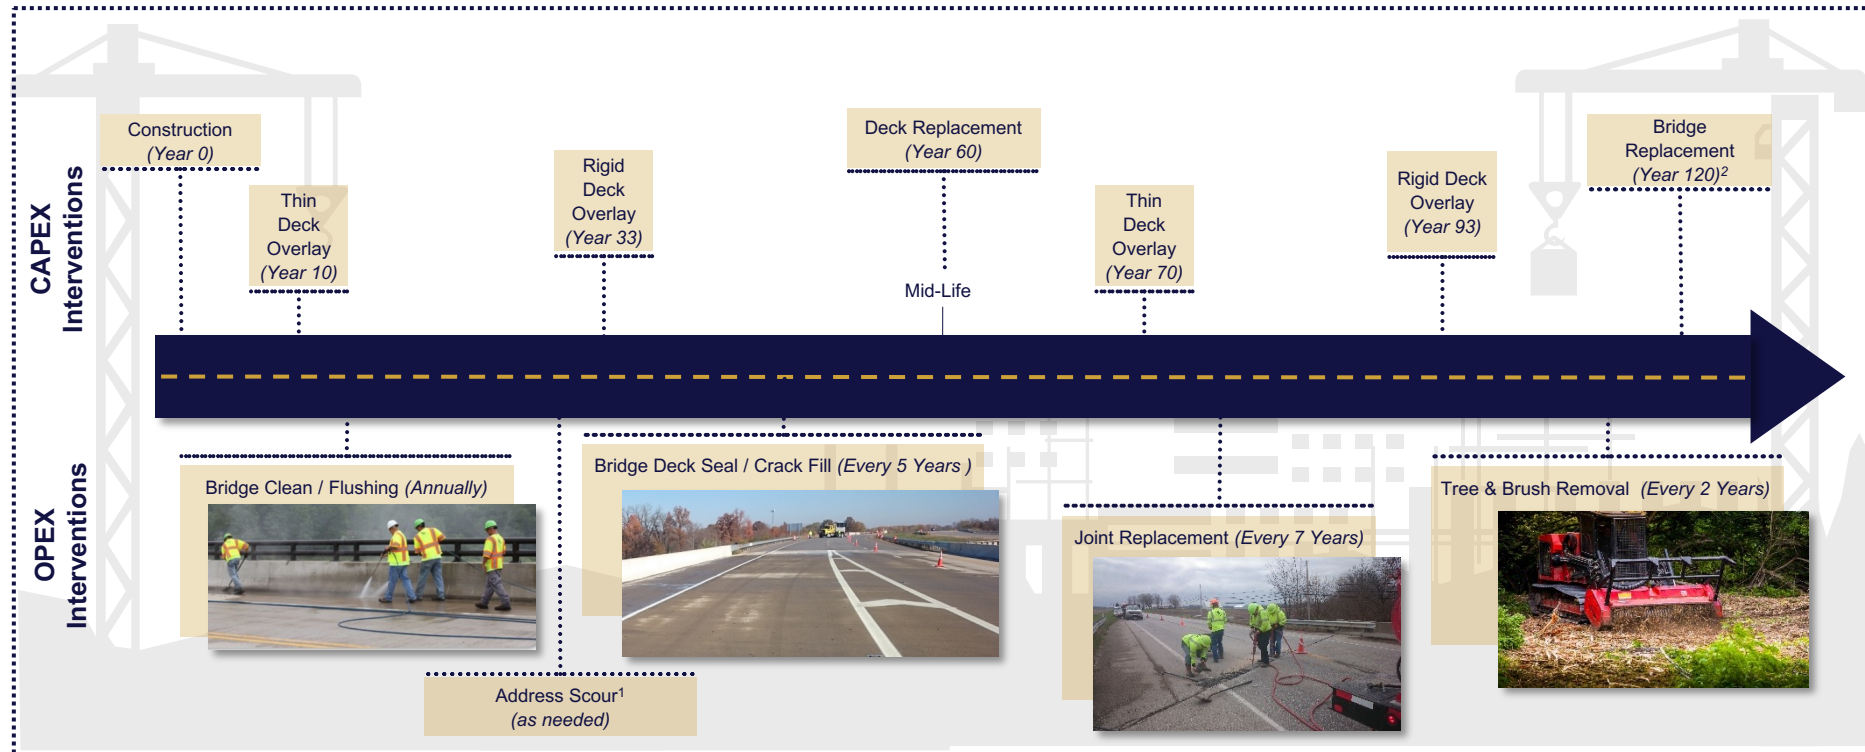 CAPEX
Interventions
Construction
(Year 0)
Thin
Deck
Overlay
(Year 10)
Rigid
Deck
Overlay
(Year 33)
Deck Replacement
(Year 60)
Mid-Life
Thin
Deck
Overlay
(Year 70)
Rigid Deck
Overlay
(Year 93)
Bridge
Replacement
(Year 120)²
OPEX
Interventions
Bridge Clean / Flushing (Annually)
Address Scour¹
(as needed)
Bridge Deck Seal / Crack Fill (Every 5 Years )
Joint Replacement (Every 7 Years)
Tree & Brush Removal (Every 2 Years)